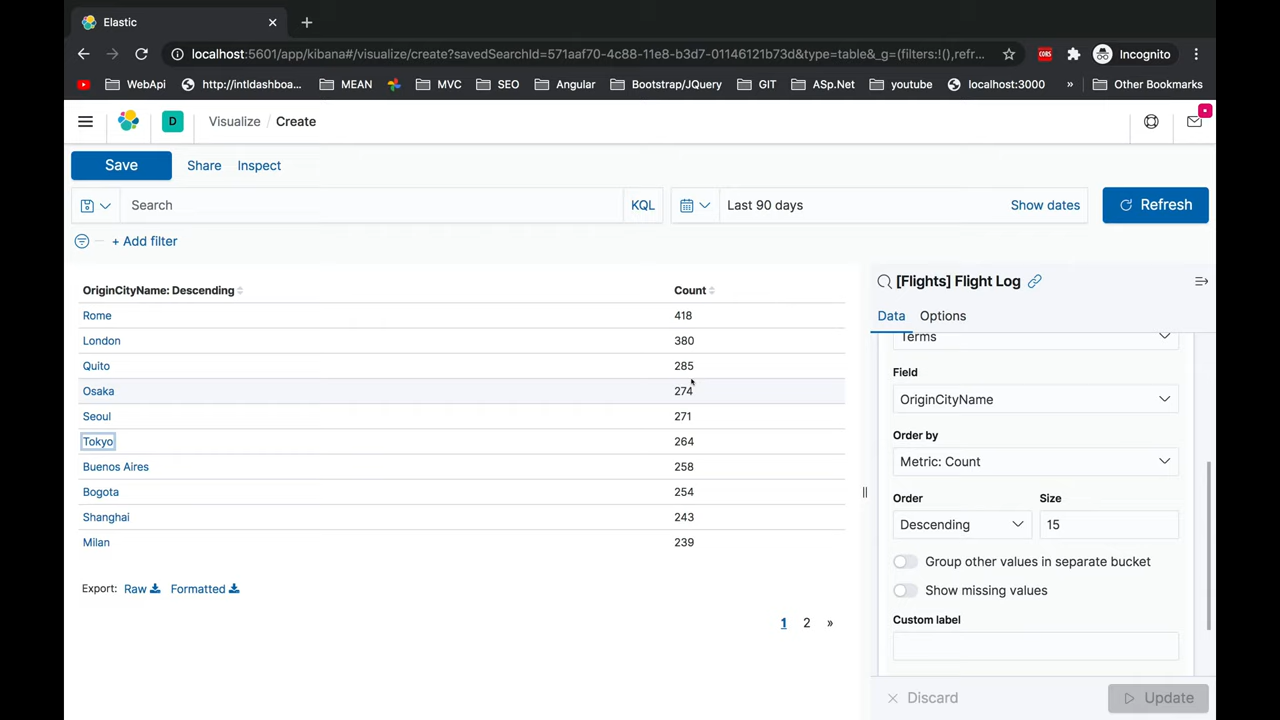 Elastic
localhost:5601/app/kibana#/visualize/create?savedSearchId=571aaf70-4c88-11e8-b3d7-01146121b73d&type=table&_g=(filters:!(),refr...
CORS
Incognito
WebApi http://intldashboa... MEAN MVC SEO Angular Bootstrap/JQuery GIT ASp.Net youtube localhost:3000 » Other Bookmarks
D Visualize / Create
Save Share Inspect
Search KQL Last 90 days Show dates Refresh
+ Add filter
OriginCityName: Descending Count
Rome 418
London 380
Quito 285
Osaka 274
Seoul 271
Tokyo 264
Buenos Aires 258
Bogota 254
Shanghai 243
Milan 239
Export: Raw Formatted
1 2 »
[Flights] Flight Log
Data Options
Terms
Field
OriginCityName
Order by
Metric: Count
Order Size
Descending 15
Group other values in separate bucket
Show missing values
Custom label
Discard Update